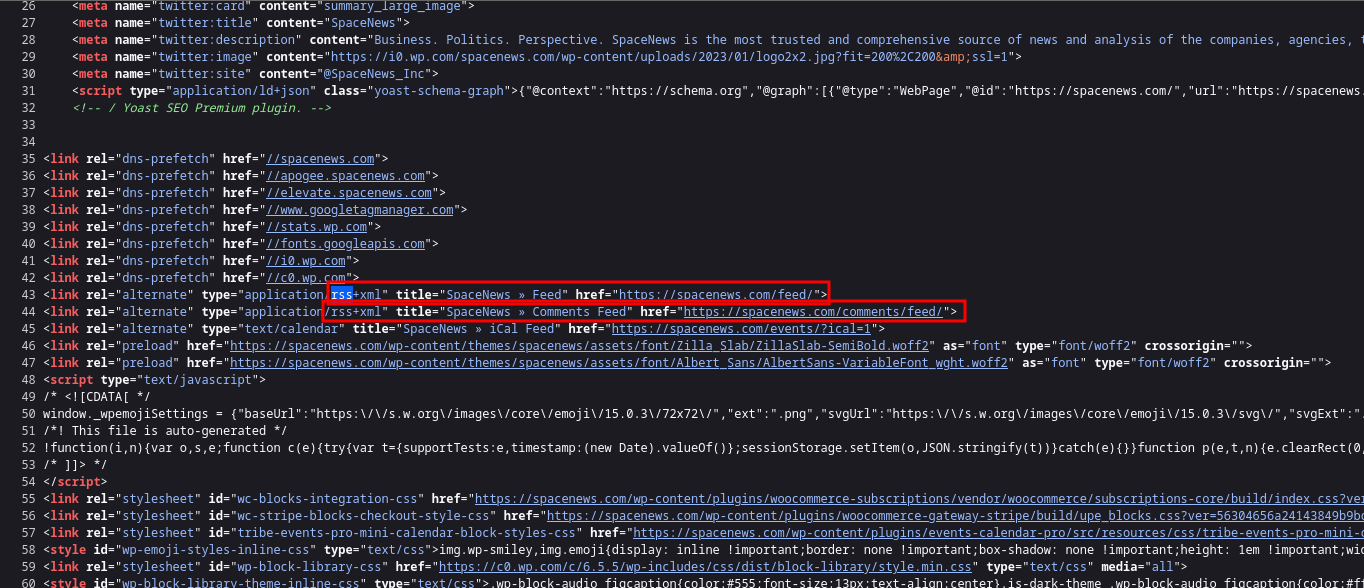 26 <meta name="twitter:card" content="summary_large_image">
27 <meta name="twitter:title" content="SpaceNews">
28 <meta name="twitter:description" content="Business. Politics. Perspective. SpaceNews is the most trusted and comprehensive source of news and analysis of the companies, agencies,
29 <meta name="twitter:image" content="https://i0.wp.com/spacenews.com/wp-content/uploads/2023/01/logo2x2.jpg?fit=200%2C200&amp;ssl=1">
30 <meta name="twitter:site" content="@SpaceNews_Inc">
31 <script type="application/ld+json" class="yoast-schema-graph">{"@context":"https://schema.org","@graph":[{"@type":"WebPage","@id":"https://spacenews.com/","url":"https://spacenews.
32 <!-- / Yoast SEO Premium plugin. -->
33
34
35 <link rel="dns-prefetch" href="//spacenews.com">
36 <link rel="dns-prefetch" href="//apogee.spacenews.com">
37 <link rel="dns-prefetch" href="//elevate.spacenews.com">
38 <link rel="dns-prefetch" href="//www.googletagmanager.com">
39 <link rel="dns-prefetch" href="//stats.wp.com">
40 <link rel="dns-prefetch" href="//fonts.googleapis.com">
41 <link rel="dns-prefetch" href="//i0.wp.com">
42 <link rel="dns-prefetch" href="//c0.wp.com">
43 <link rel="alternate" type="application/rss+xml" title="SpaceNews » Feed" href="https://spacenews.com/feed/">
44 <link rel="alternate" type="application/rss+xml" title="SpaceNews » Comments Feed" href="https://spacenews.com/comments/feed/">
45 <link rel="alternate" type="text/calendar" title="SpaceNews » iCal Feed" href="https://spacenews.com/events/?ical=1">
46 <link rel="preload" href="https://spacenews.com/wp-content/themes/spacenews/assets/font/Zilla_Slab/ZillaSlab-SemiBold.woff2" as="font" type="font/woff2" crossorigin="">
47 <link rel="preload" href="https://spacenews.com/wp-content/themes/spacenews/assets/font/Albert_Sans/AlbertSans-VariableFont_wght.woff2" as="font" type="font/woff2" crossorigin="">
48 <script type="text/javascript">
49 /* <![CDATA[ */
50 window._wpemojiSettings = {"baseUrl":"https:\/\/s.w.org\/images\/core\/emoji\/15.0.3\/72x72\/","ext":".png","svgUrl":"https:\/\/s.w.org\/images\/core\/emoji\/15.0.3\/svg\/","svgExt":".
51 /*! This file is auto-generated */
52 !function(i,n){var o,s,e;function c(e){try{var t={supportTests:e,timestamp:(new Date).valueOf()};sessionStorage.setItem(o,JSON.stringify(t))}catch(e){}}function p(e,t,n){e.clearRect(0,
53 /* ]]> */
54 </script>
55 <link rel="stylesheet" id="wc-blocks-integration-css" href="https://spacenews.com/wp-content/plugins/woocommerce-subscriptions/vendor/woocommerce/subscriptions-core/build/index.css?ver
56 <link rel="stylesheet" id="wc-stripe-blocks-checkout-style-css" href="https://spacenews.com/wp-content/plugins/woocommerce-gateway-stripe/build/upe_blocks.css?ver=56304656a24143849b9bc
57 <link rel="stylesheet" id="tribe-events-pro-mini-calendar-block-styles-css" href="https://spacenews.com/wp-content/plugins/events-calendar-pro/src/resources/css/tribe-events-pro-mini-c
58 <style id="wp-emoji-styles-inline-css" type="text/css">img.wp-smiley,img.emoji{display: inline !important;border: none !important;box-shadow: none !important;height: 1em !important;wid
59 <link rel="stylesheet" id="wp-block-library-css" href="https://c0.wp.com/c/6.5.5/wp-includes/css/dist/block-library/style.min.css" type="text/css" media="all">
60 <style id="wp-block-library-theme-inline-css" type="text/css">.wp-block-audio figcaption{color:#555;font-size:13px;text-align:center}.is-dark-theme .wp-block-audio figcaption{color:#ff